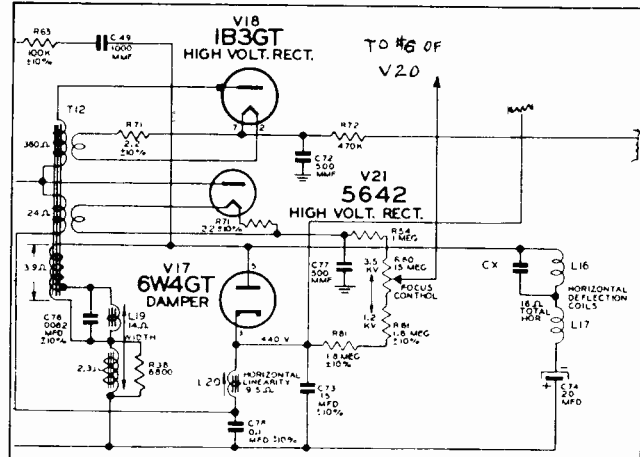 V18
1B3GT
HIGH VOLT. RECT.
TO #6 OF
V20
R63
100K
±10%
C49
1000
MMF
T12
380Ω
R71
2.2
±10%
7
2
C72
500
MMF
R72
470K
V21
5642
HIGH VOLT. RECT.
24Ω
R71
2.2 ±10%
R54
1 MEG
3.9Ω
V17
6W4GT
DAMPER
5
3
C77
500
MMF
3.5
KV
R60
15 MEG
FOCUS
CONTROL
1.2
KV
R61
1.8 MEG
±10%
CX
L16
HORIZONTAL
DEFLECTION
COILS
18Ω
TOTAL
HOR
L17
C76
.0082
MFD
±10%
L19
14Ω
WIDTH
2.3Ω
R38
6800
440 V
R81
1.8 MEG
±10%
L20
HORIZONTAL
LINEARITY
9.5Ω
C73
.15
MFD
±10%
C78
0.1
MFD ±10%
+
-
C74
20
MFD